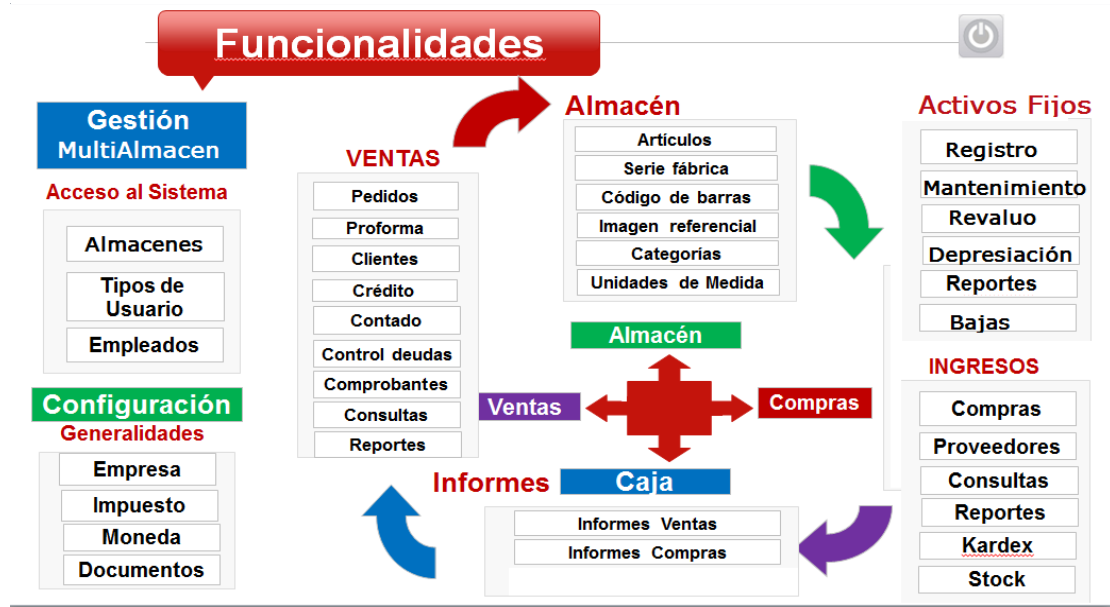 Funcionalidades
Gestión
MultiAlmacen
Acceso al Sistema
Almacenes
Tipos de
Usuario
Empleados
Configuración
Generalidades
Empresa
Impuesto
Moneda
Documentos
VENTAS
Pedidos
Proforma
Clientes
Crédito
Contado
Control deudas
Comprobantes
Consultas
Reportes
Almacén
Artículos
Serie fábrica
Código de barras
Imagen referencial
Categorías
Unidades de Medida
Almacén
Ventas
Compras
Caja
Informes
Informes Ventas
Informes Compras
Activos Fijos
Registro
Mantenimiento
Revaluo
Depresiación
Reportes
Bajas
INGRESOS
Compras
Proveedores
Consultas
Reportes
Kardex
Stock